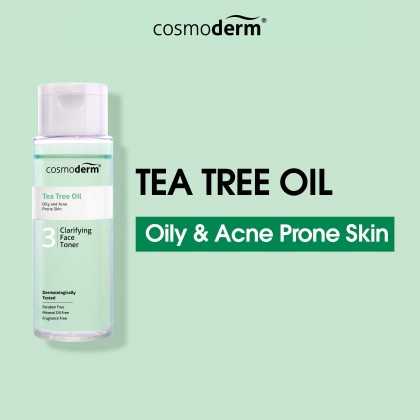 cosmoderm®
cosmoderm®
Tea Tree Oil
Oily and Acne
Prone Skin
3
Clarifying
Face
Toner
Dermatologically
Tested
Paraben Free
Mineral Oil Free
Fragrance Free
TEA TREE OIL
Oily & Acne Prone Skin